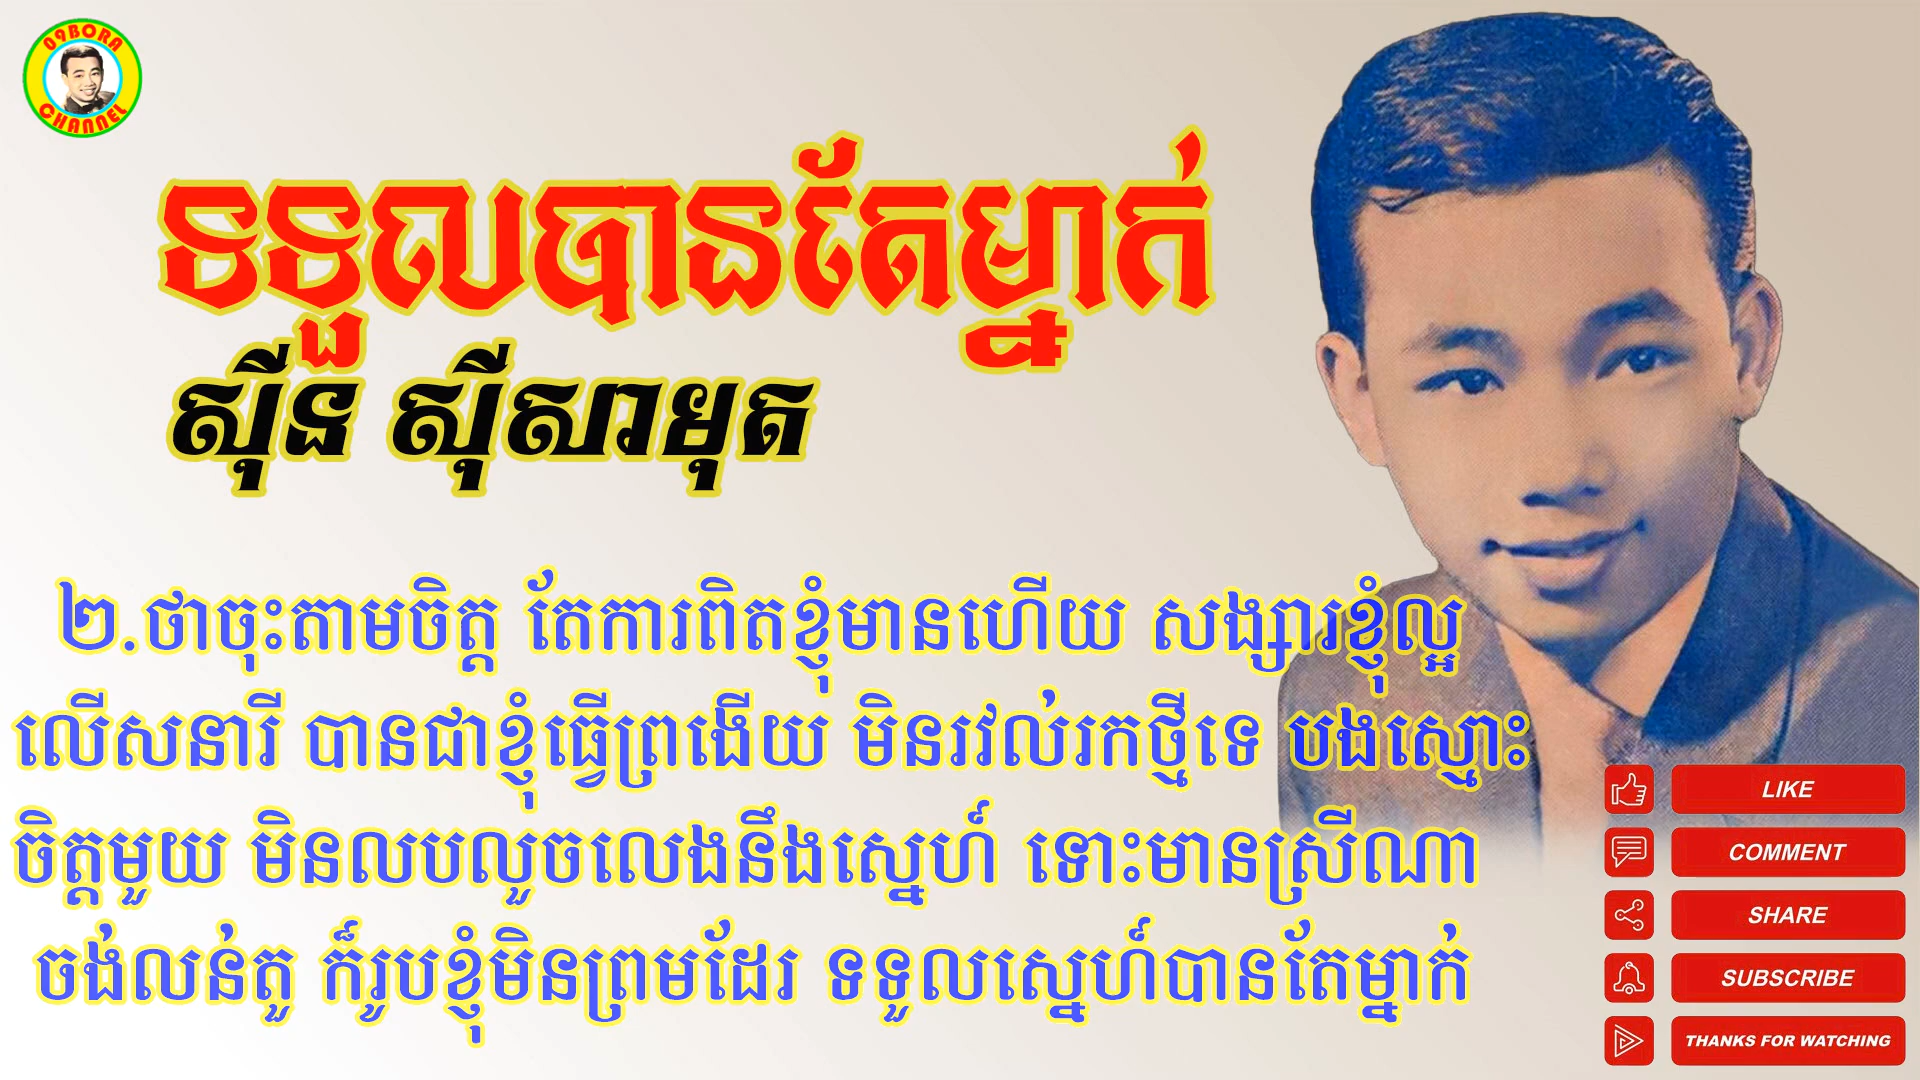 09BORA
CHANNEL
ទទួលបានតែម្នាក់
ស៊ីន ស៊ីសាមុត
២.ថាចុះតាមចិត្ត តែការពិតខ្ញុំមានហើយ សង្សារខ្ញុំល្អ
លើសនារី បានជាខ្ញុំធ្វើព្រងើយ មិនរវល់រកថ្មីទេ បងស្មោះ
ចិត្តមួយ មិនលបលួចលេងនឹងស្នេហ៍ ទោះមានស្រីណា
ចង់លន់តួ ក៏រូបខ្ញុំមិនព្រមដែរ ទទួលស្នេហ៍បានតែម្នាក់
LIKE
COMMENT
SHARE
SUBSCRIBE
THANKS FOR WATCHING